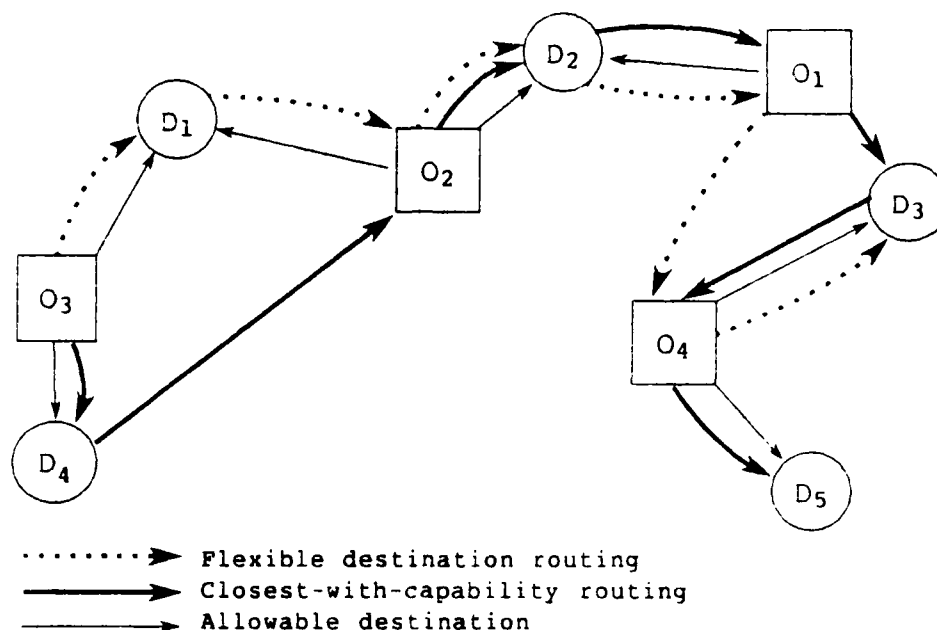 D2
O1
D1
O2
D3
O3
O4
D4
D5
Flexible destination routing
Closest-with-capability routing
Allowable destination